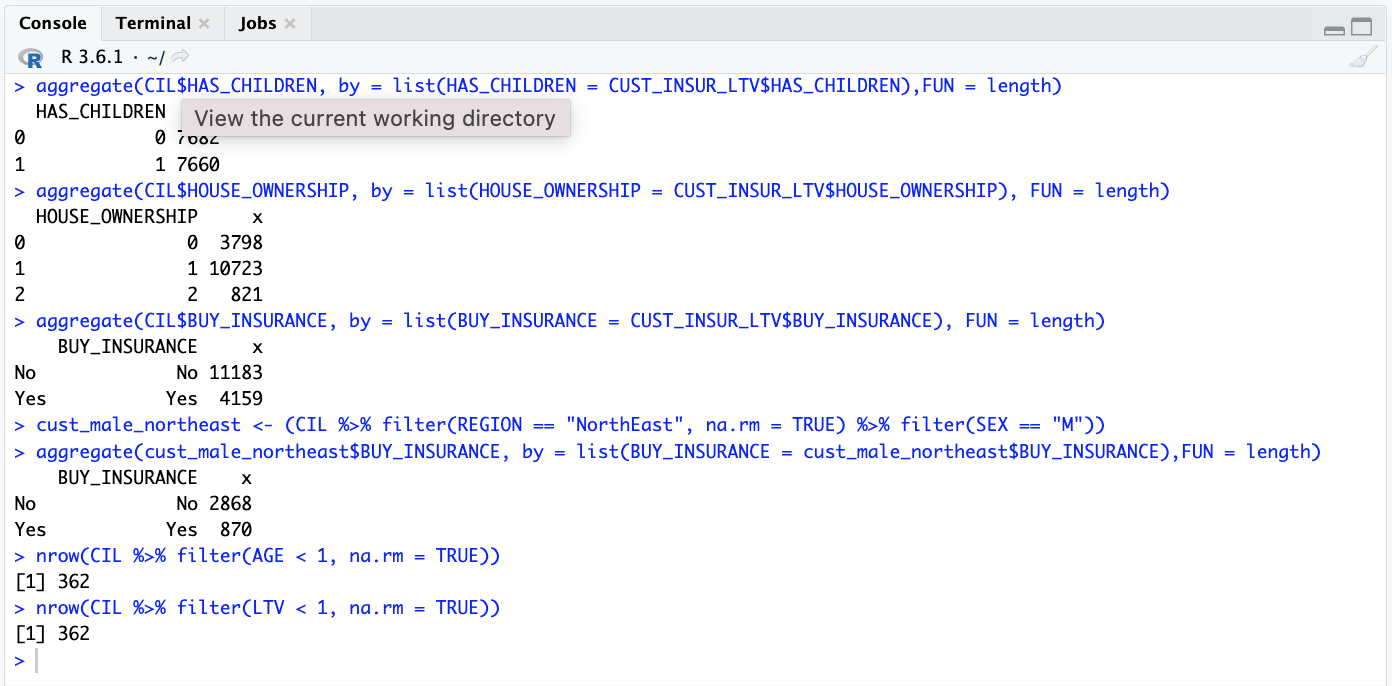 Console Terminal × Jobs ×
R R 3.6.1 · ~/
> aggregate(CIL$HAS_CHILDREN, by = list(HAS_CHILDREN = CUST_INSUR_LTV$HAS_CHILDREN),FUN = length)
HAS_CHILDREN
View the current working directory
0 0 7682
1 1 7660
> aggregate(CIL$HOUSE_OWNERSHIP, by = list(HOUSE_OWNERSHIP = CUST_INSUR_LTV$HOUSE_OWNERSHIP), FUN = length)
HOUSE_OWNERSHIP x
0 0 3798
1 1 10723
2 2 821
> aggregate(CIL$BUY_INSURANCE, by = list(BUY_INSURANCE = CUST_INSUR_LTV$BUY_INSURANCE), FUN = length)
BUY_INSURANCE x
No No 11183
Yes Yes 4159
> cust_male_northeast <- (CIL %>% filter(REGION == "NorthEast", na.rm = TRUE) %>% filter(SEX == "M"))
> aggregate(cust_male_northeast$BUY_INSURANCE, by = list(BUY_INSURANCE = cust_male_northeast$BUY_INSURANCE),FUN = length)
BUY_INSURANCE x
No No 2868
Yes Yes 870
> nrow(CIL %>% filter(AGE < 1, na.rm = TRUE))
[1] 362
> nrow(CIL %>% filter(LTV < 1, na.rm = TRUE))
[1] 362
>